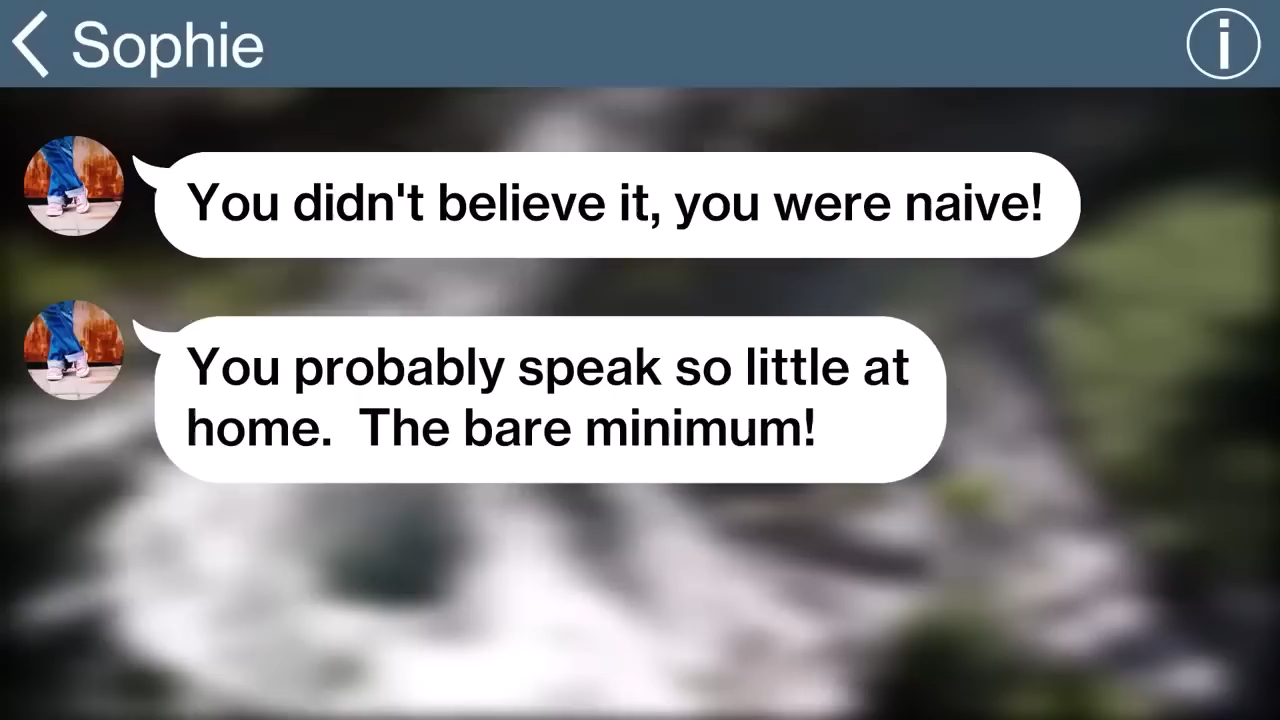 Sophie
You didn't believe it, you were naive!
You probably speak so little at
home.  The bare minimum!